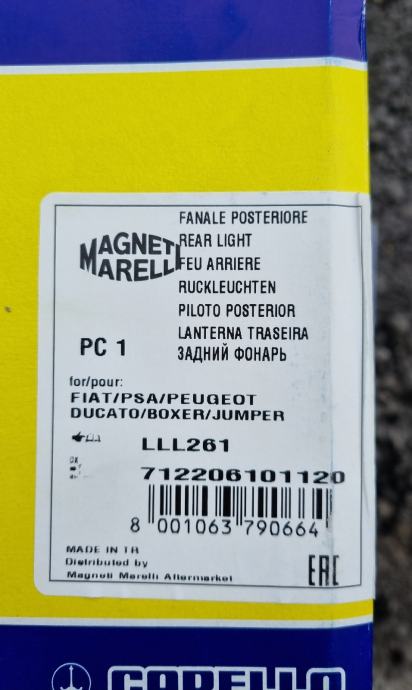 FANALE POSTERIORE
REAR LIGHT
FEU ARRIERE
RUCKLEUCHTEN
PILOTO POSTERIOR
LANTERNA TRASEIRA
ЗАДНИЙ ФОНАРЬ
MAGNETI
MARELLI
PC 1
for/pour:
FIAT/PSA/PEUGEOT
DUCATO/BOXER/JUMPER
LLL261
712206101120
8 001063 790664
MADE IN TR
Distributed by
Magneti Marelli Aftermarket
EAC